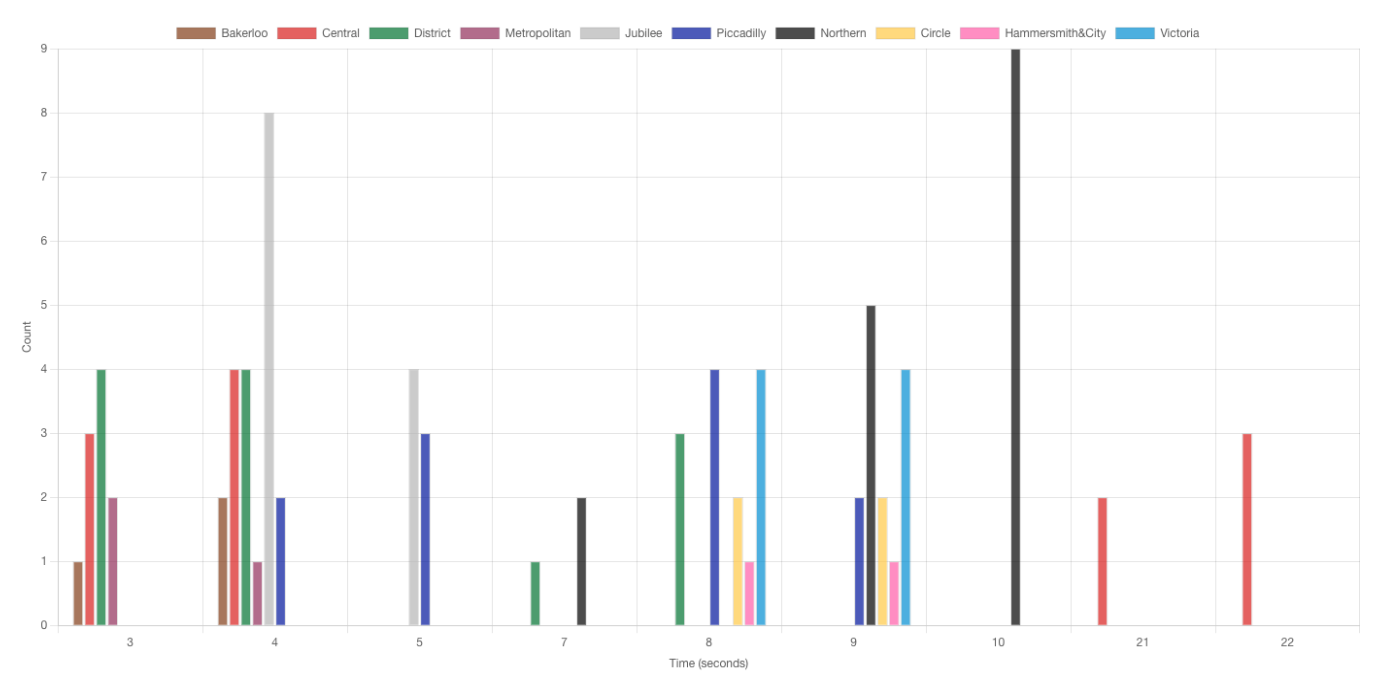 Bakerloo Central District Metropolitan Jubilee Piccadilly Northern Circle Hammersmith&City Victoria
9
8
7
6
5
4
3
2
1
0
Count
3 4 5 7 8 9 10 21 22
Time (seconds)